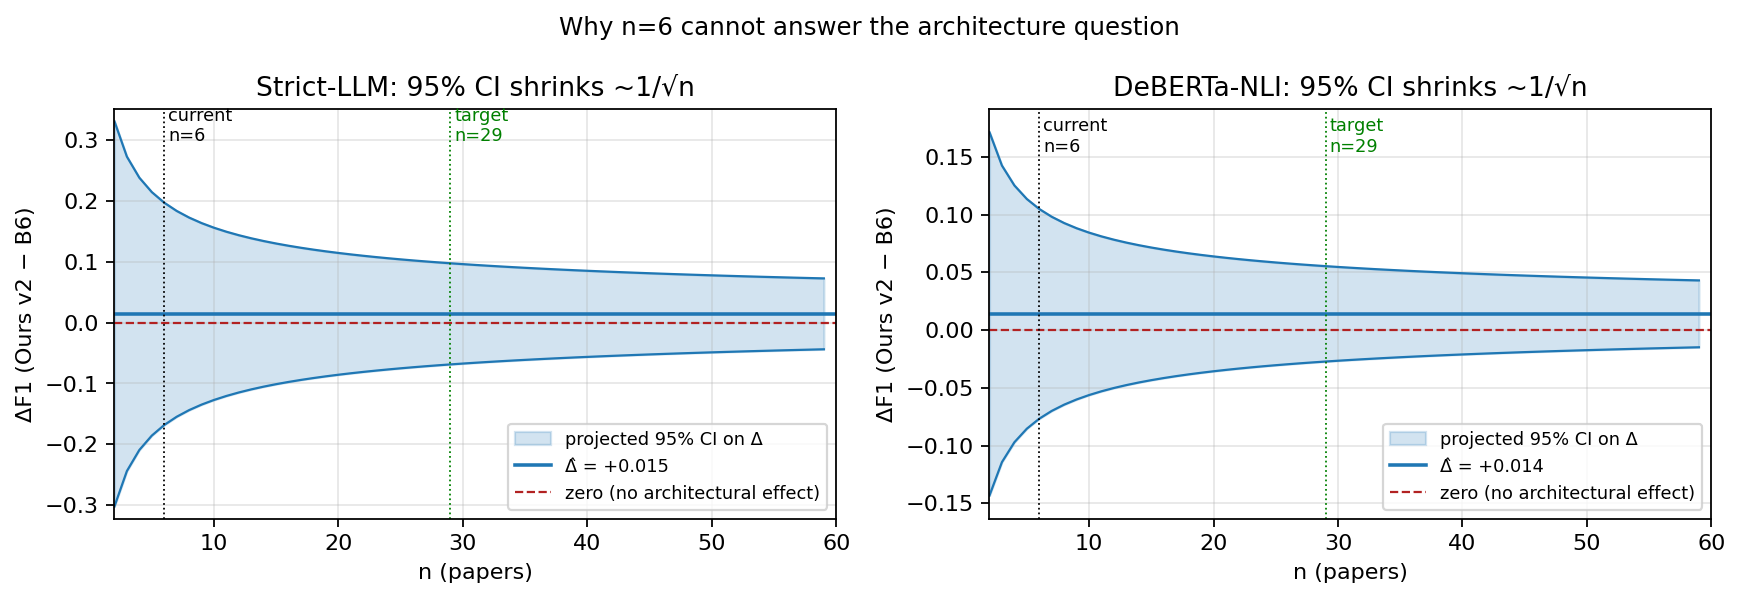 Why n=6 cannot answer the architecture question
Strict-LLM: 95% CI shrinks ~1/√n
current
n=6
target
n=29
0.3
0.2
0.1
0.0
−0.1
−0.2
−0.3
ΔF1 (Ours v2 − B6)
projected 95% CI on Δ
Δ̂ = +0.015
zero (no architectural effect)
10
20
30
40
50
60
n (papers)
DeBERTa-NLI: 95% CI shrinks ~1/√n
current
n=6
target
n=29
0.15
0.10
0.05
0.00
−0.05
−0.10
−0.15
ΔF1 (Ours v2 − B6)
projected 95% CI on Δ
Δ̂ = +0.014
zero (no architectural effect)
10
20
30
40
50
60
n (papers)